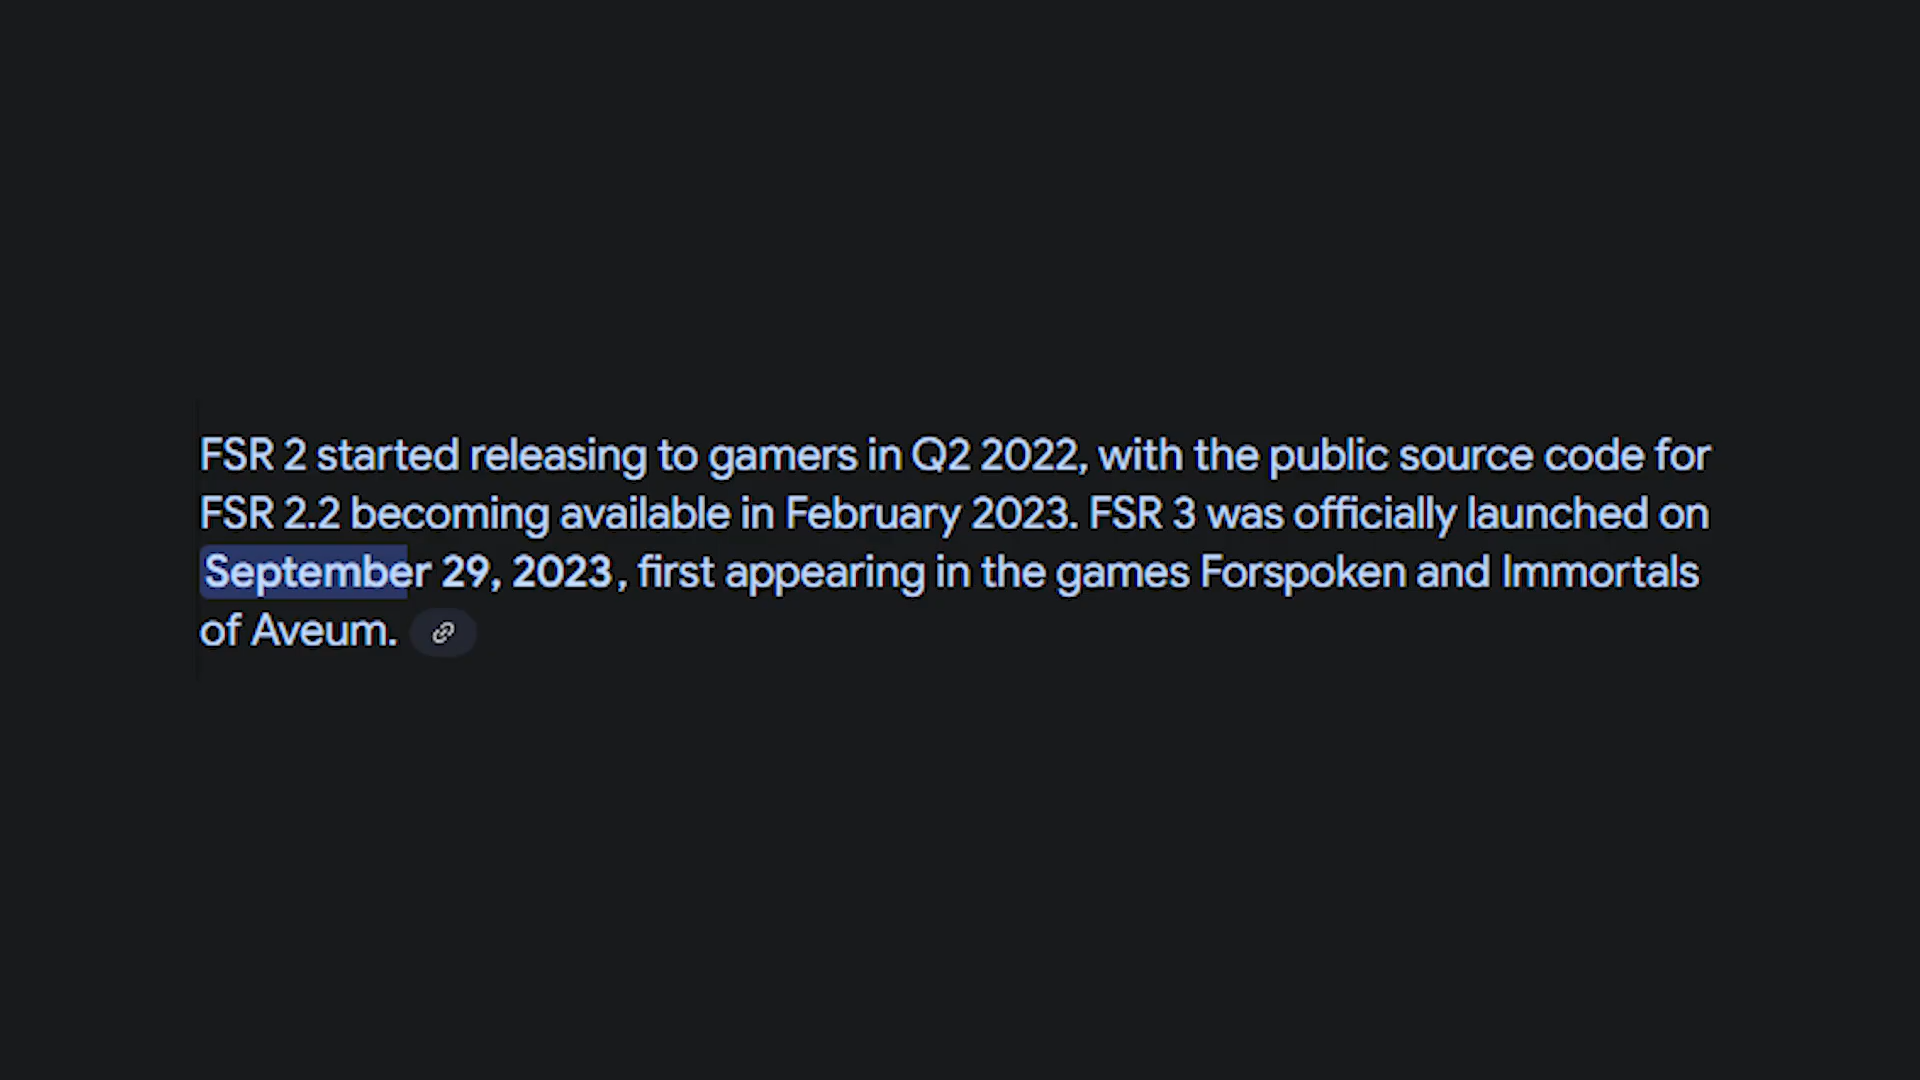 FSR 2 started releasing to gamers in Q2 2022, with the public source code for
FSR 2.2 becoming available in February 2023. FSR 3 was officially launched on
September 29, 2023, first appearing in the games Forspoken and Immortals
of Aveum.